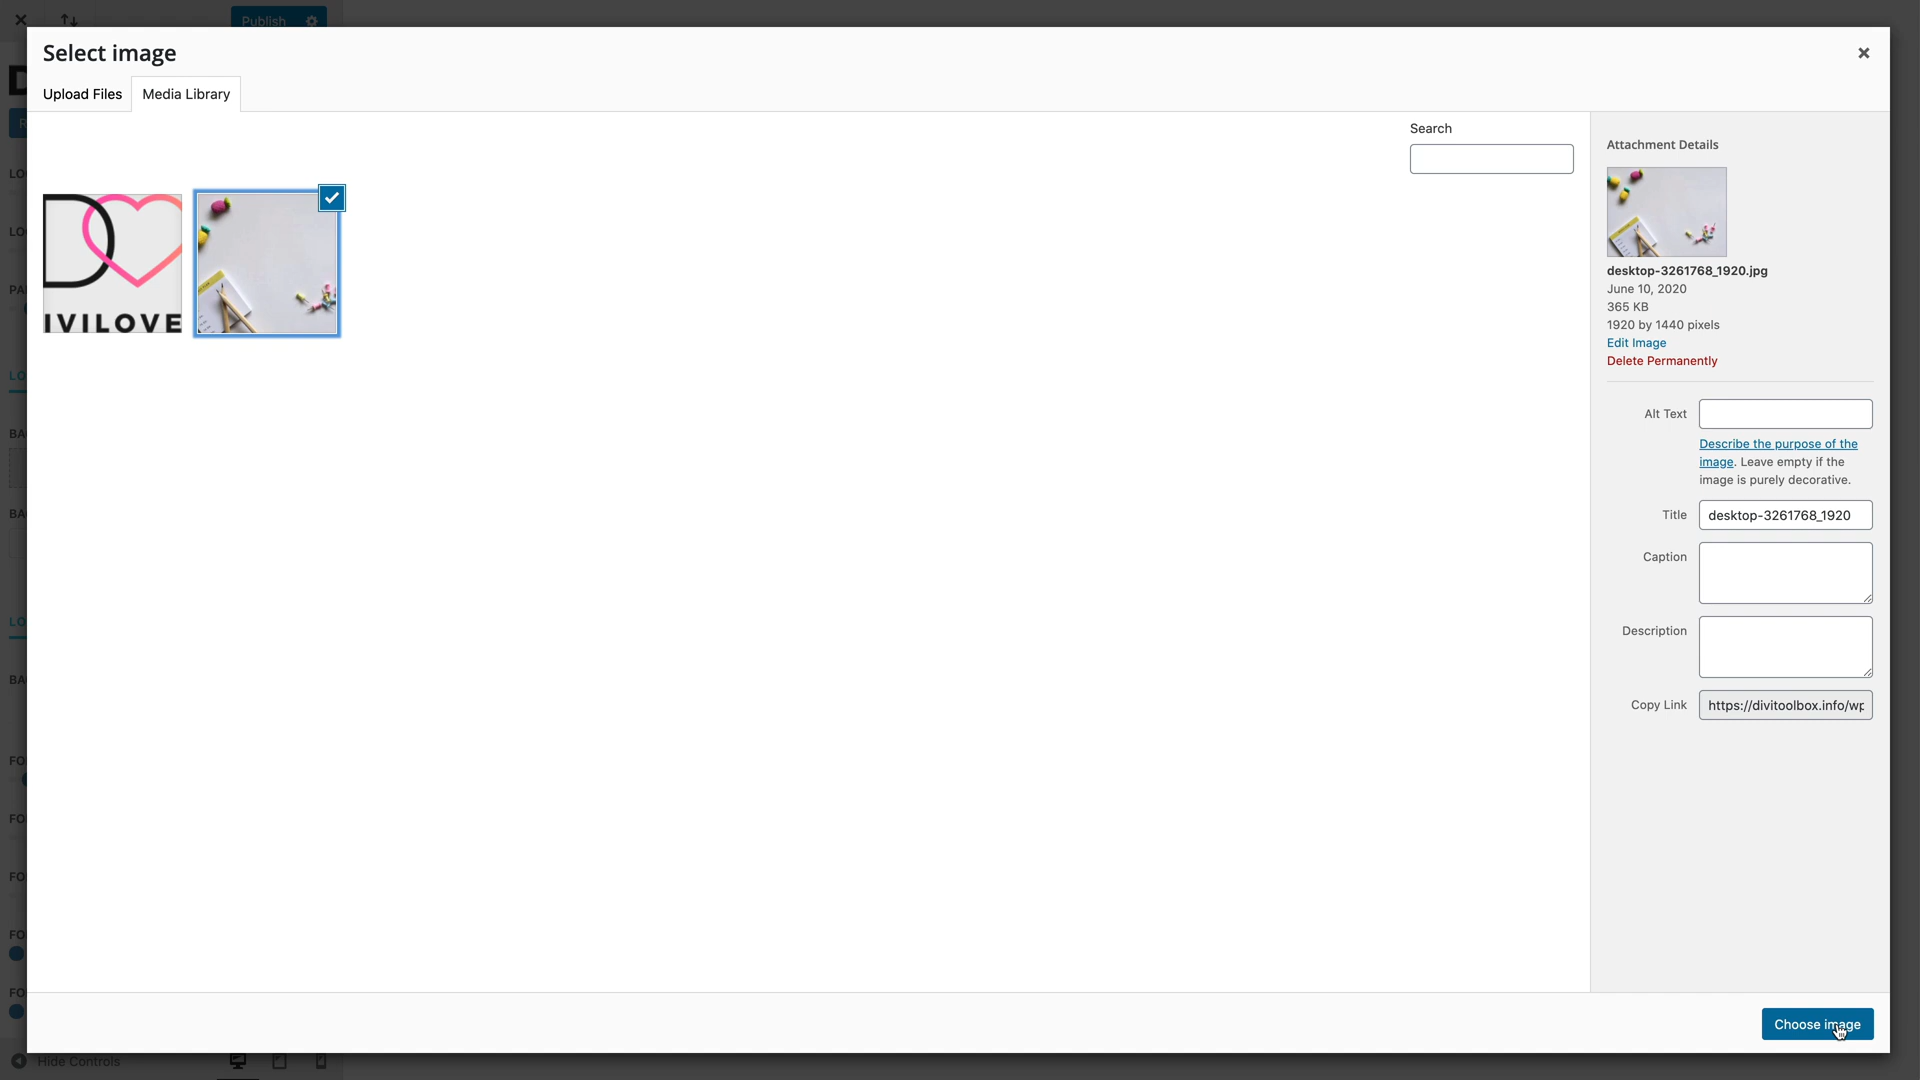 Publish
Select image
Upload Files
Media Library
Search
IVILOVE
Attachment Details
desktop-3261768_1920.jpg
June 10, 2020
365 KB
1920 by 1440 pixels
Edit Image
Delete Permanently
Alt Text
Describe the purpose of the
image. Leave empty if the
image is purely decorative.
Title
desktop-3261768_1920
Caption
Description
Copy Link
https://divitoolbox.info/wp
Choose image
Hide Controls